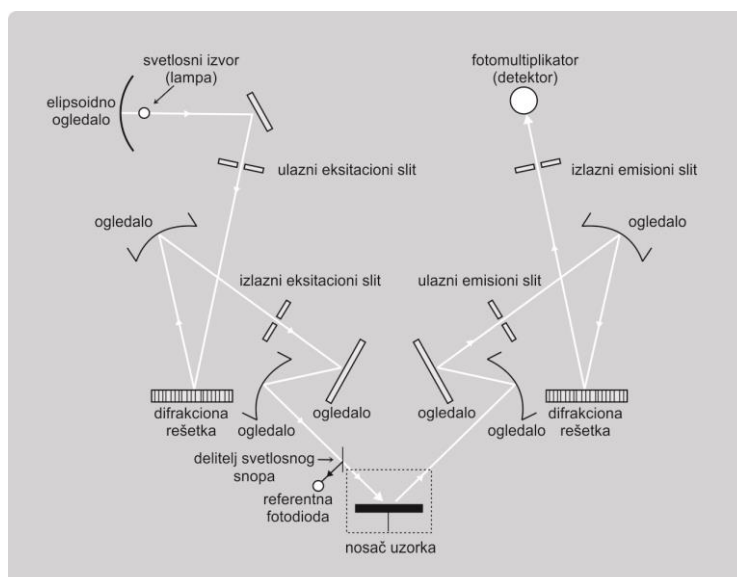 svetlosni izvor
(lampa)
elipsoidno
ogledalo
ulazni eksitacioni slit
ogledalo
izlazni eksitacioni slit
difrakciona
rešetka
ogledalo
ogledalo
delitelj svetlosnog
snopa
referentna
fotodioda
nosač uzorka
fotomultiplikator
(detektor)
izlazni emisioni slit
ogledalo
ulazni emisioni slit
ogledalo
ogledalo
difrakciona
rešetka